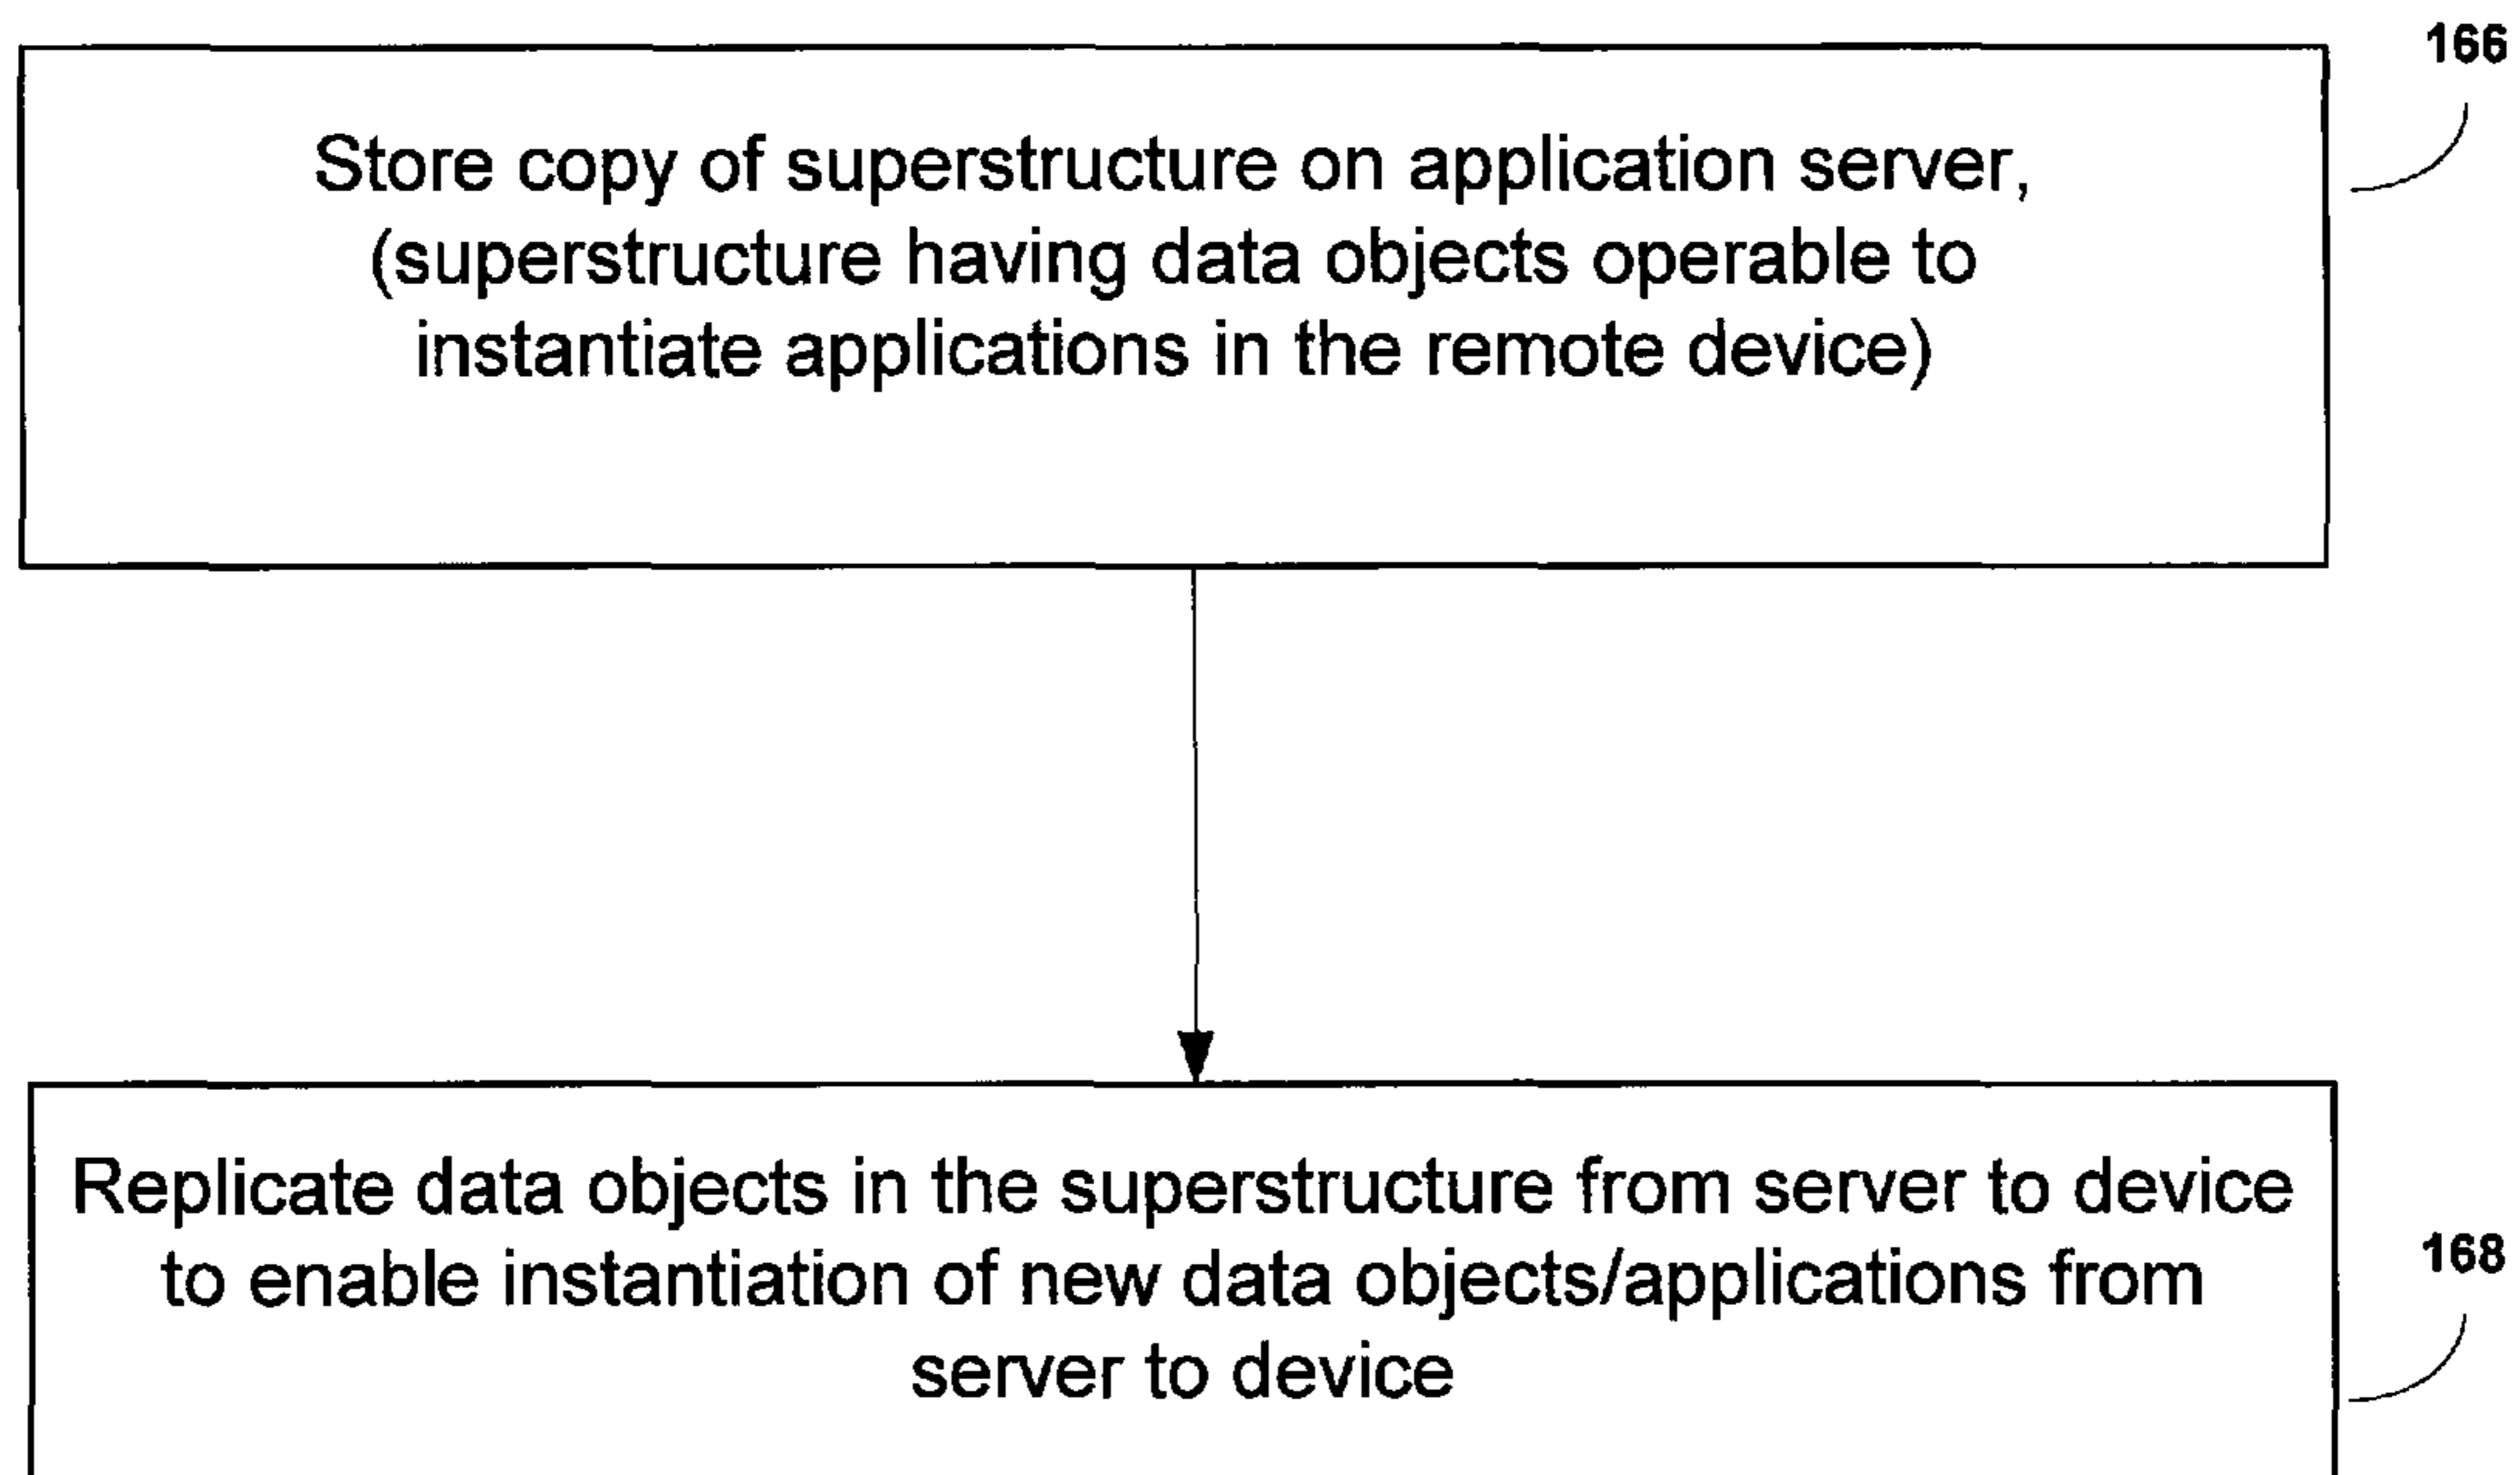 166
Store copy of superstructure on application server,
(superstructure having data objects operable to
instantiate applications in the remote device)
Replicate data objects in the superstructure from server to device
to enable instantiation of new data objects/applications from
server to device
168